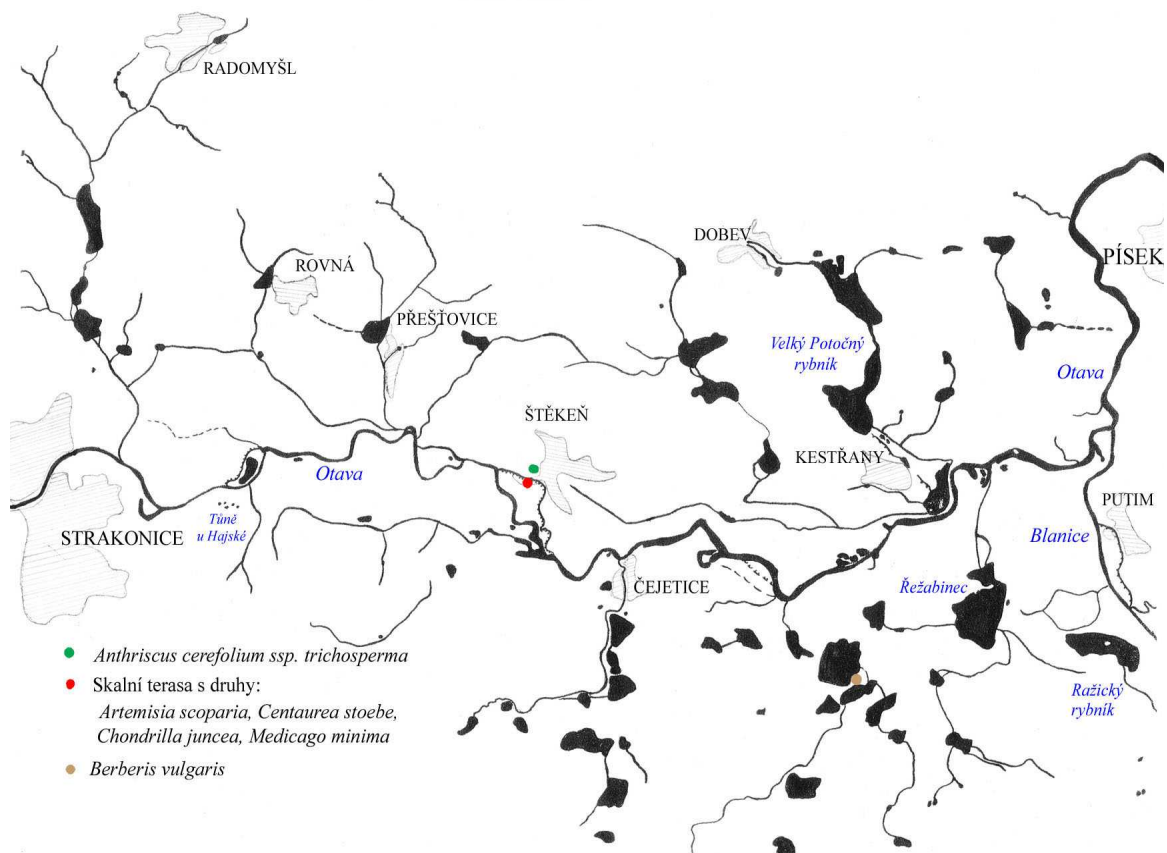 RADOMYŠL
DOBEV
PÍSEK
ROVNÁ
PŘEŠŤOVICE
Velký Potočný
rybník
Otava
ŠTĚKEŇ
KESTŘANY
Otava
PUTIM
Tůně
u Hajské
STRAKONICE
Blanice
ČEJETICE
Řežabinec
Anthriscus cerefolium ssp. trichosperma
Skalní terasa s druhy:
Artemisia scoparia, Centaurea stoebe,
Chondrilla juncea, Medicago minima
Berberis vulgaris
Ražický
rybník